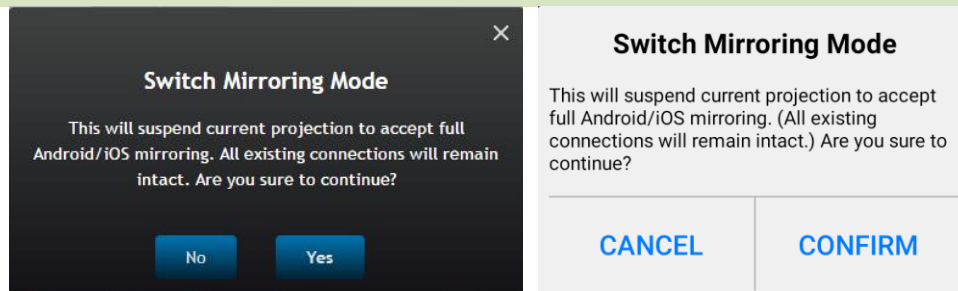 Switch Mirroring Mode
This will suspend current projection to accept full
Android/iOS mirroring. All existing connections will remain
intact. Are you sure to continue?
No
Yes
Switch Mirroring Mode
This will suspend current projection to accept
full Android/iOS mirroring. (All existing
connections will remain intact.) Are you sure to
continue?
CANCEL
CONFIRM